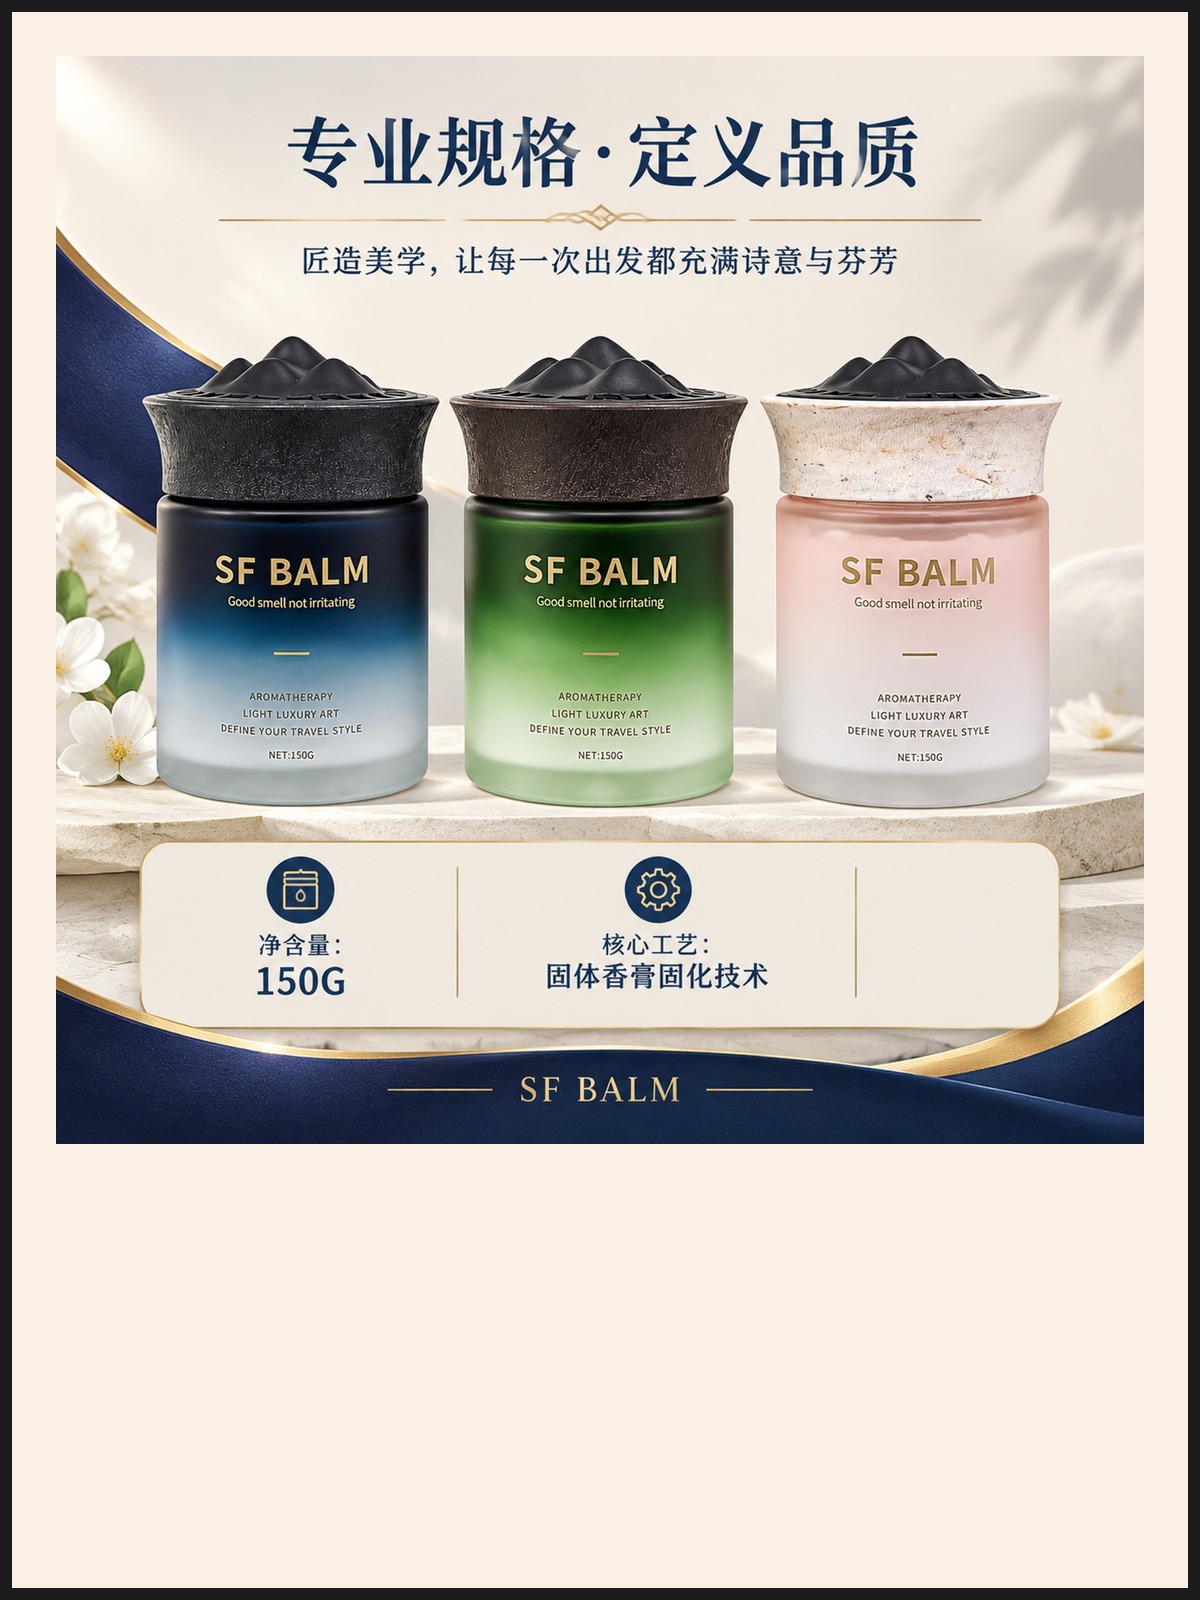 专业规格·定义品质
匠造美学，让每一次出发都充满诗意与芬芳
SF BALM
Good smell not irritating
AROMATHERAPY
LIGHT LUXURY ART
DEFINE YOUR TRAVEL STYLE
NET:150G
SF BALM
Good smell not irritating
AROMATHERAPY
LIGHT LUXURY ART
DEFINE YOUR TRAVEL STYLE
NET:150G
SF BALM
Good smell not irritating
AROMATHERAPY
LIGHT LUXURY ART
DEFINE YOUR TRAVEL STYLE
NET:150G
净含量：
150G
核心工艺：
固体香膏固化技术
SF BALM